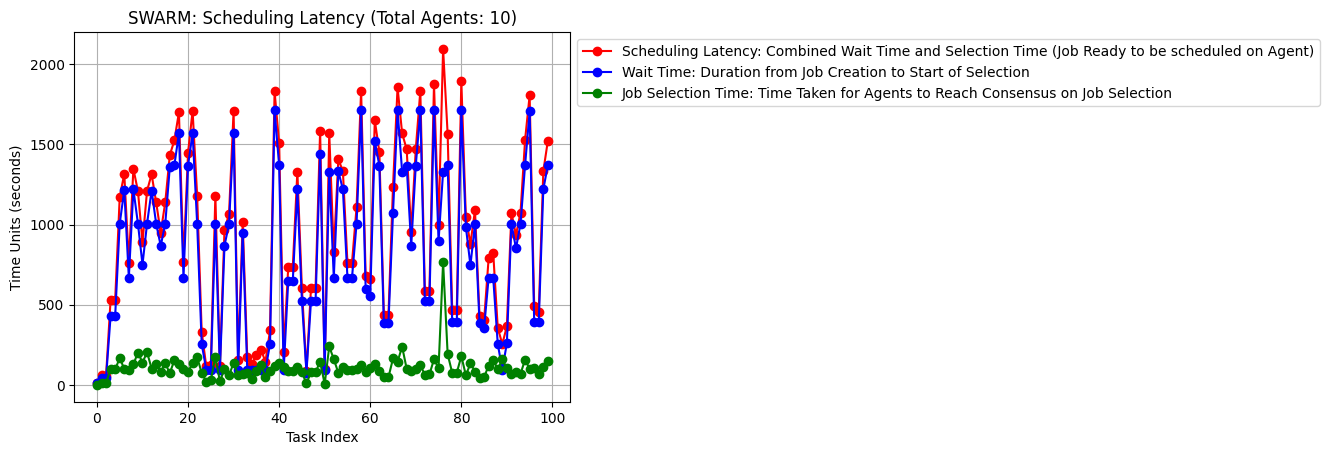 SWARM: Scheduling Latency (Total Agents: 10)
Scheduling Latency: Combined Wait Time and Selection Time (Job Ready to be scheduled on Agent)
Wait Time: Duration from Job Creation to Start of Selection
Job Selection Time: Time Taken for Agents to Reach Consensus on Job Selection
Time Units (seconds)
2000
1500
1000
500
0
0 20 40 60 80 100
Task Index